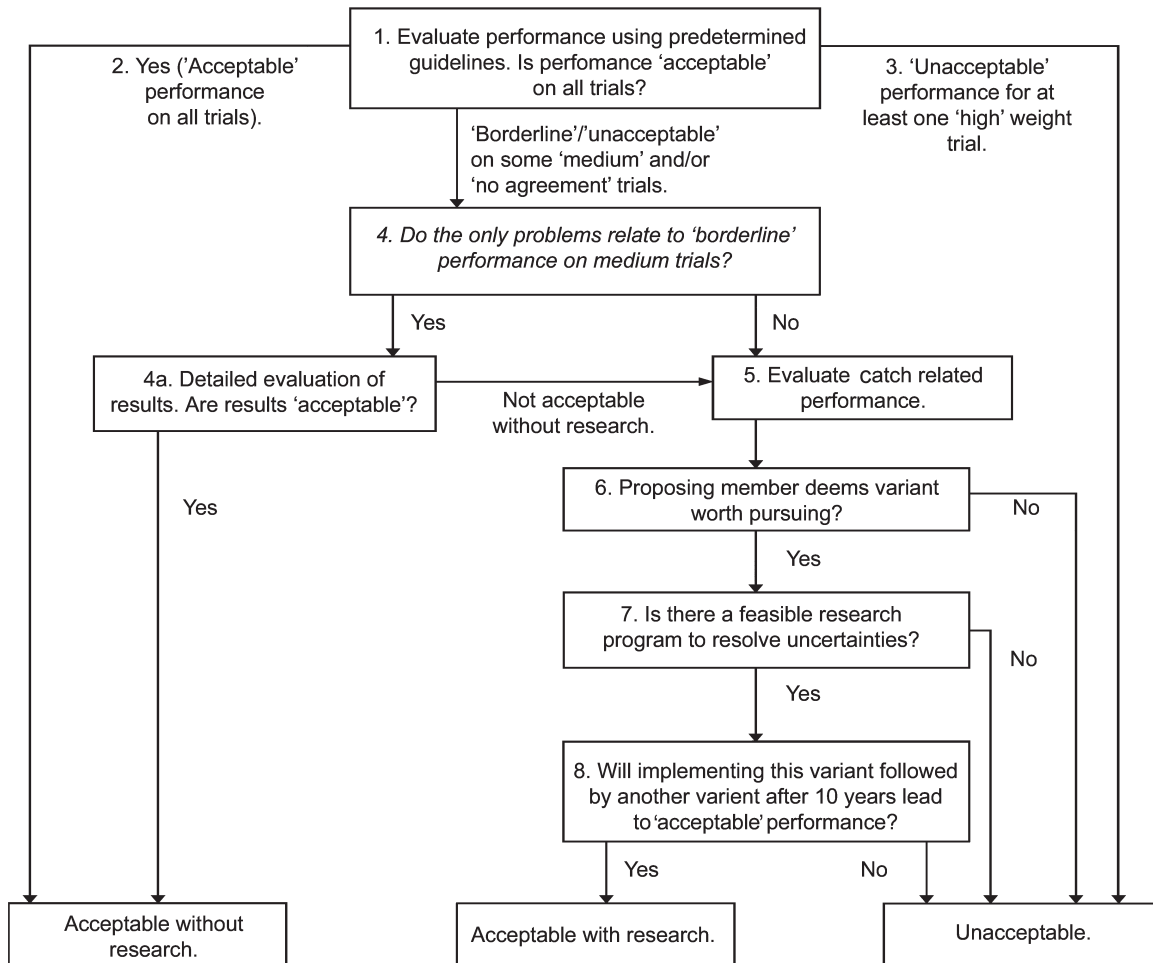 1. Evaluate performance using predetermined
guidelines. Is perfomance ‘acceptable’
on all trials?
2. Yes (’Acceptable’
performance
on all trials).
3. ‘Unacceptable’
performance for at
least one ‘high’ weight
trial.
‘Borderline’/’unacceptable’
on some ‘medium’ and/or
‘no agreement’ trials.
4. Do the only problems relate to ‘borderline’
performance on medium trials?
Yes
No
4a. Detailed evaluation of
results. Are results ‘acceptable’?
Not acceptable
without research.
5. Evaluate catch related
performance.
Yes
6. Proposing member deems variant
worth pursuing?
No
Yes
7. Is there a feasible research
program to resolve uncertainties?
No
Yes
8. Will implementing this variant followed
by another varient after 10 years lead
to ‘acceptable’ performance?
Yes
No
Acceptable without
research.
Acceptable with research.
Unacceptable.